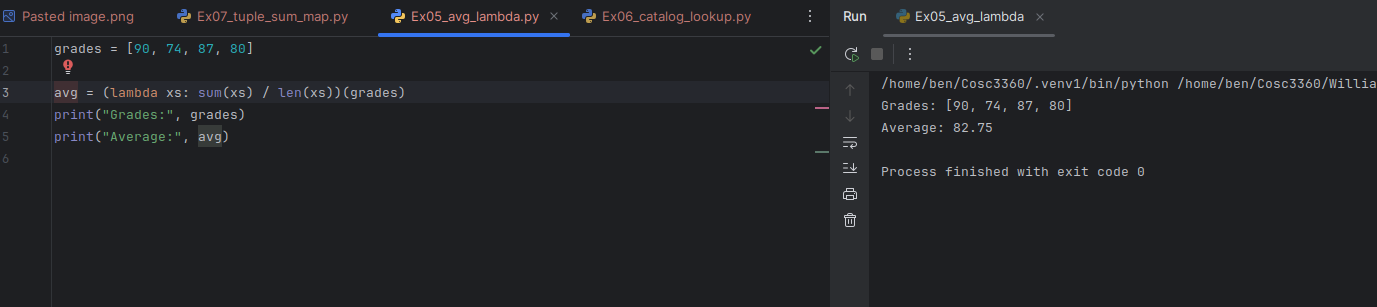 Pasted image.png Ex07_tuple_sum_map.py Ex05_avg_lambda.py Ex06_catalog_lookup.py
1 grades = [90, 74, 87, 80]
2
3 avg = (lambda xs: sum(xs) / len(xs))(grades)
4 print("Grades:", grades)
5 print("Average:", avg)
6
Run Ex05_avg_lambda
/home/ben/Cosc3360/.venv1/bin/python /home/ben/Cosc3360/Willia
Grades: [90, 74, 87, 80]
Average: 82.75
Process finished with exit code 0